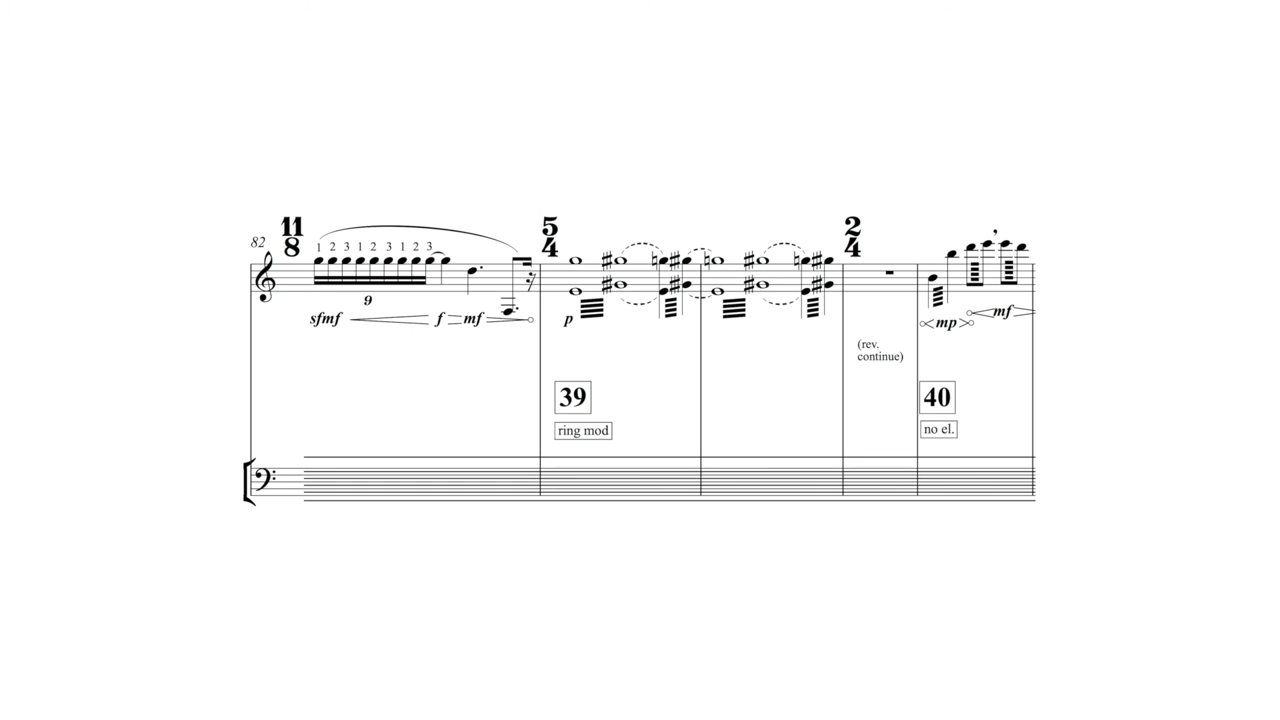 82
11
8
5
4
2
4
1 2 3 1 2 3 1 2 3
9
sfmf f mf
p
mp
mf
(rev.
continue)
39
ring mod
40
no el.